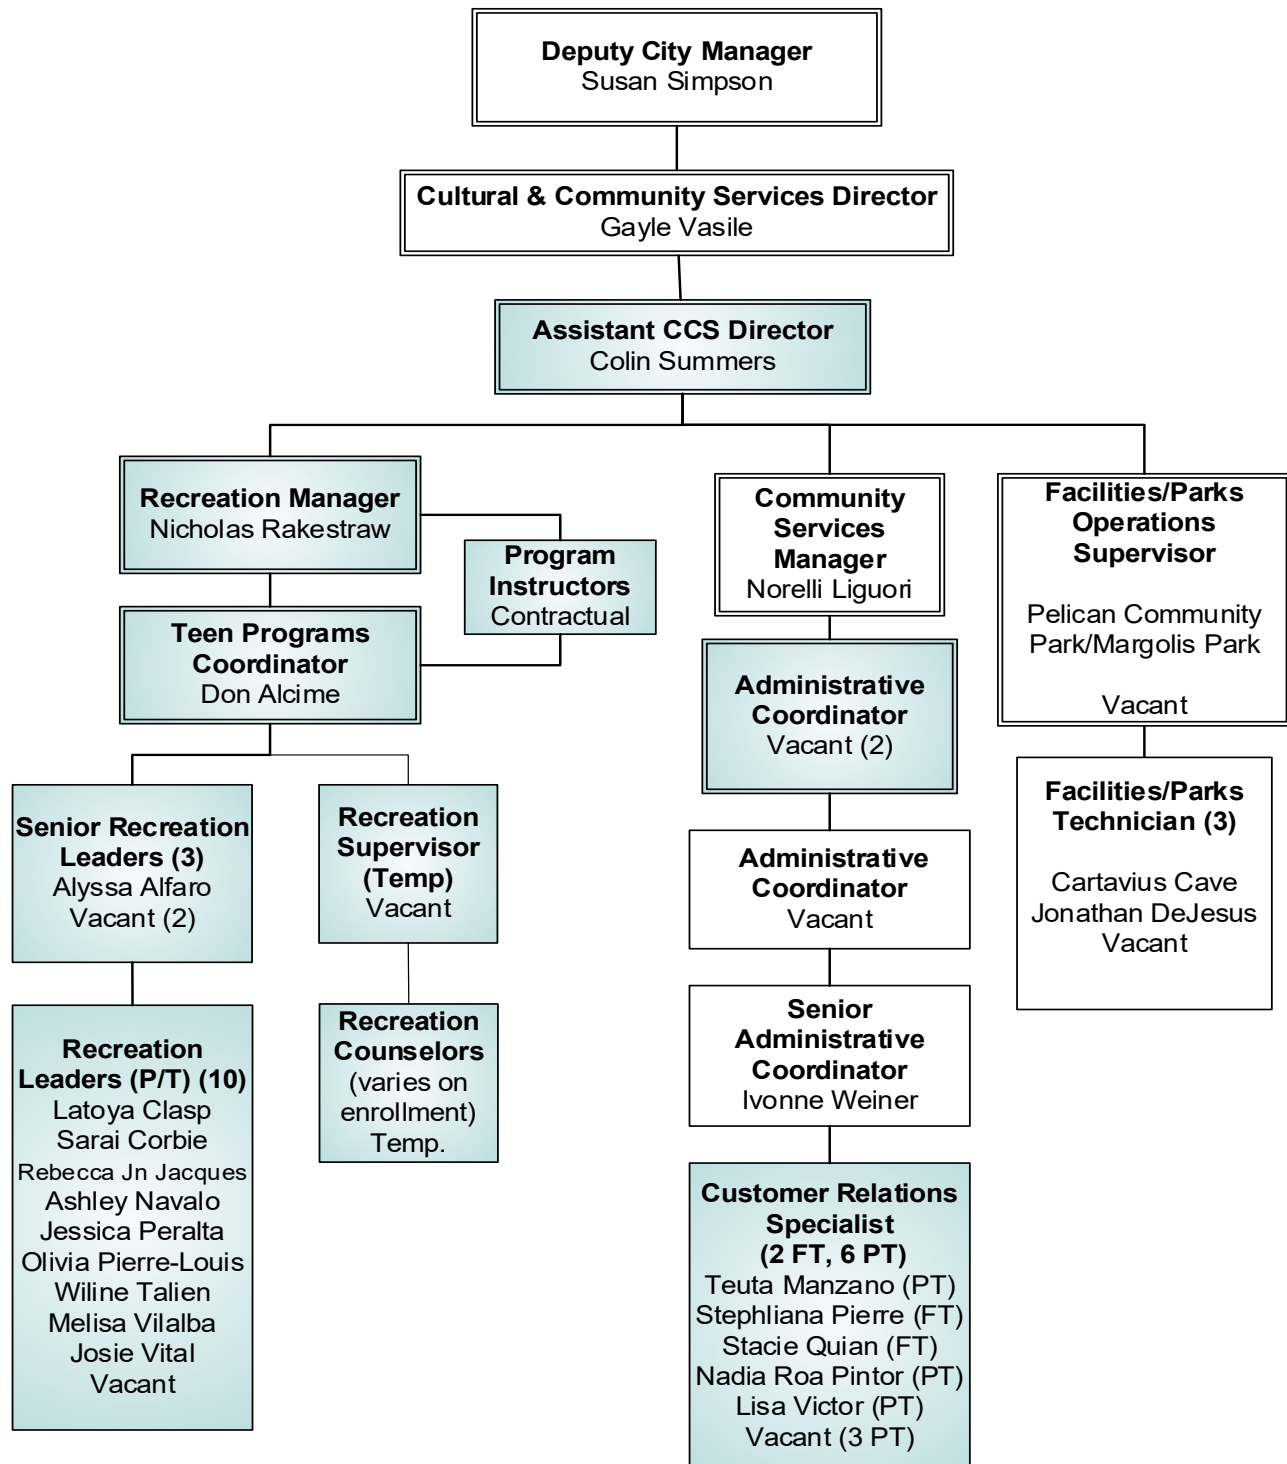 Deputy City Manager
Susan Simpson
Cultural & Community Services Director
Gayle Vasile
Assistant CCS Director
Colin Summers
Recreation Manager
Nicholas Rakestraw
Program
Instructors
Contractual
Teen Programs
Coordinator
Don Alcime
Senior Recreation
Leaders (3)
Alyssa Alfaro
Vacant (2)
Recreation
Supervisor
(Temp)
Vacant
Recreation
Leaders (P/T) (10)
Latoya Clasp
Sarai Corbie
Rebecca Jn Jacques
Ashley Navalo
Jessica Peralta
Olivia Pierre-Louis
Wiline Talien
Melisa Vilalba
Josie Vital
Vacant
Recreation
Counselors
(varies on
enrollment)
Temp.
Community
Services
Manager
Norelli Liguori
Administrative
Coordinator
Vacant (2)
Administrative
Coordinator
Vacant
Senior
Administrative
Coordinator
Ivonne Weiner
Customer Relations
Specialist
(2 FT, 6 PT)
Teuta Manzano (PT)
Stephliana Pierre (FT)
Stacie Quian (FT)
Nadia Roa Pintor (PT)
Lisa Victor (PT)
Vacant (3 PT)
Facilities/Parks
Operations
Supervisor
Pelican Community
Park/Margolis Park
Vacant
Facilities/Parks
Technician (3)
Cartavius Cave
Jonathan DeJesus
Vacant